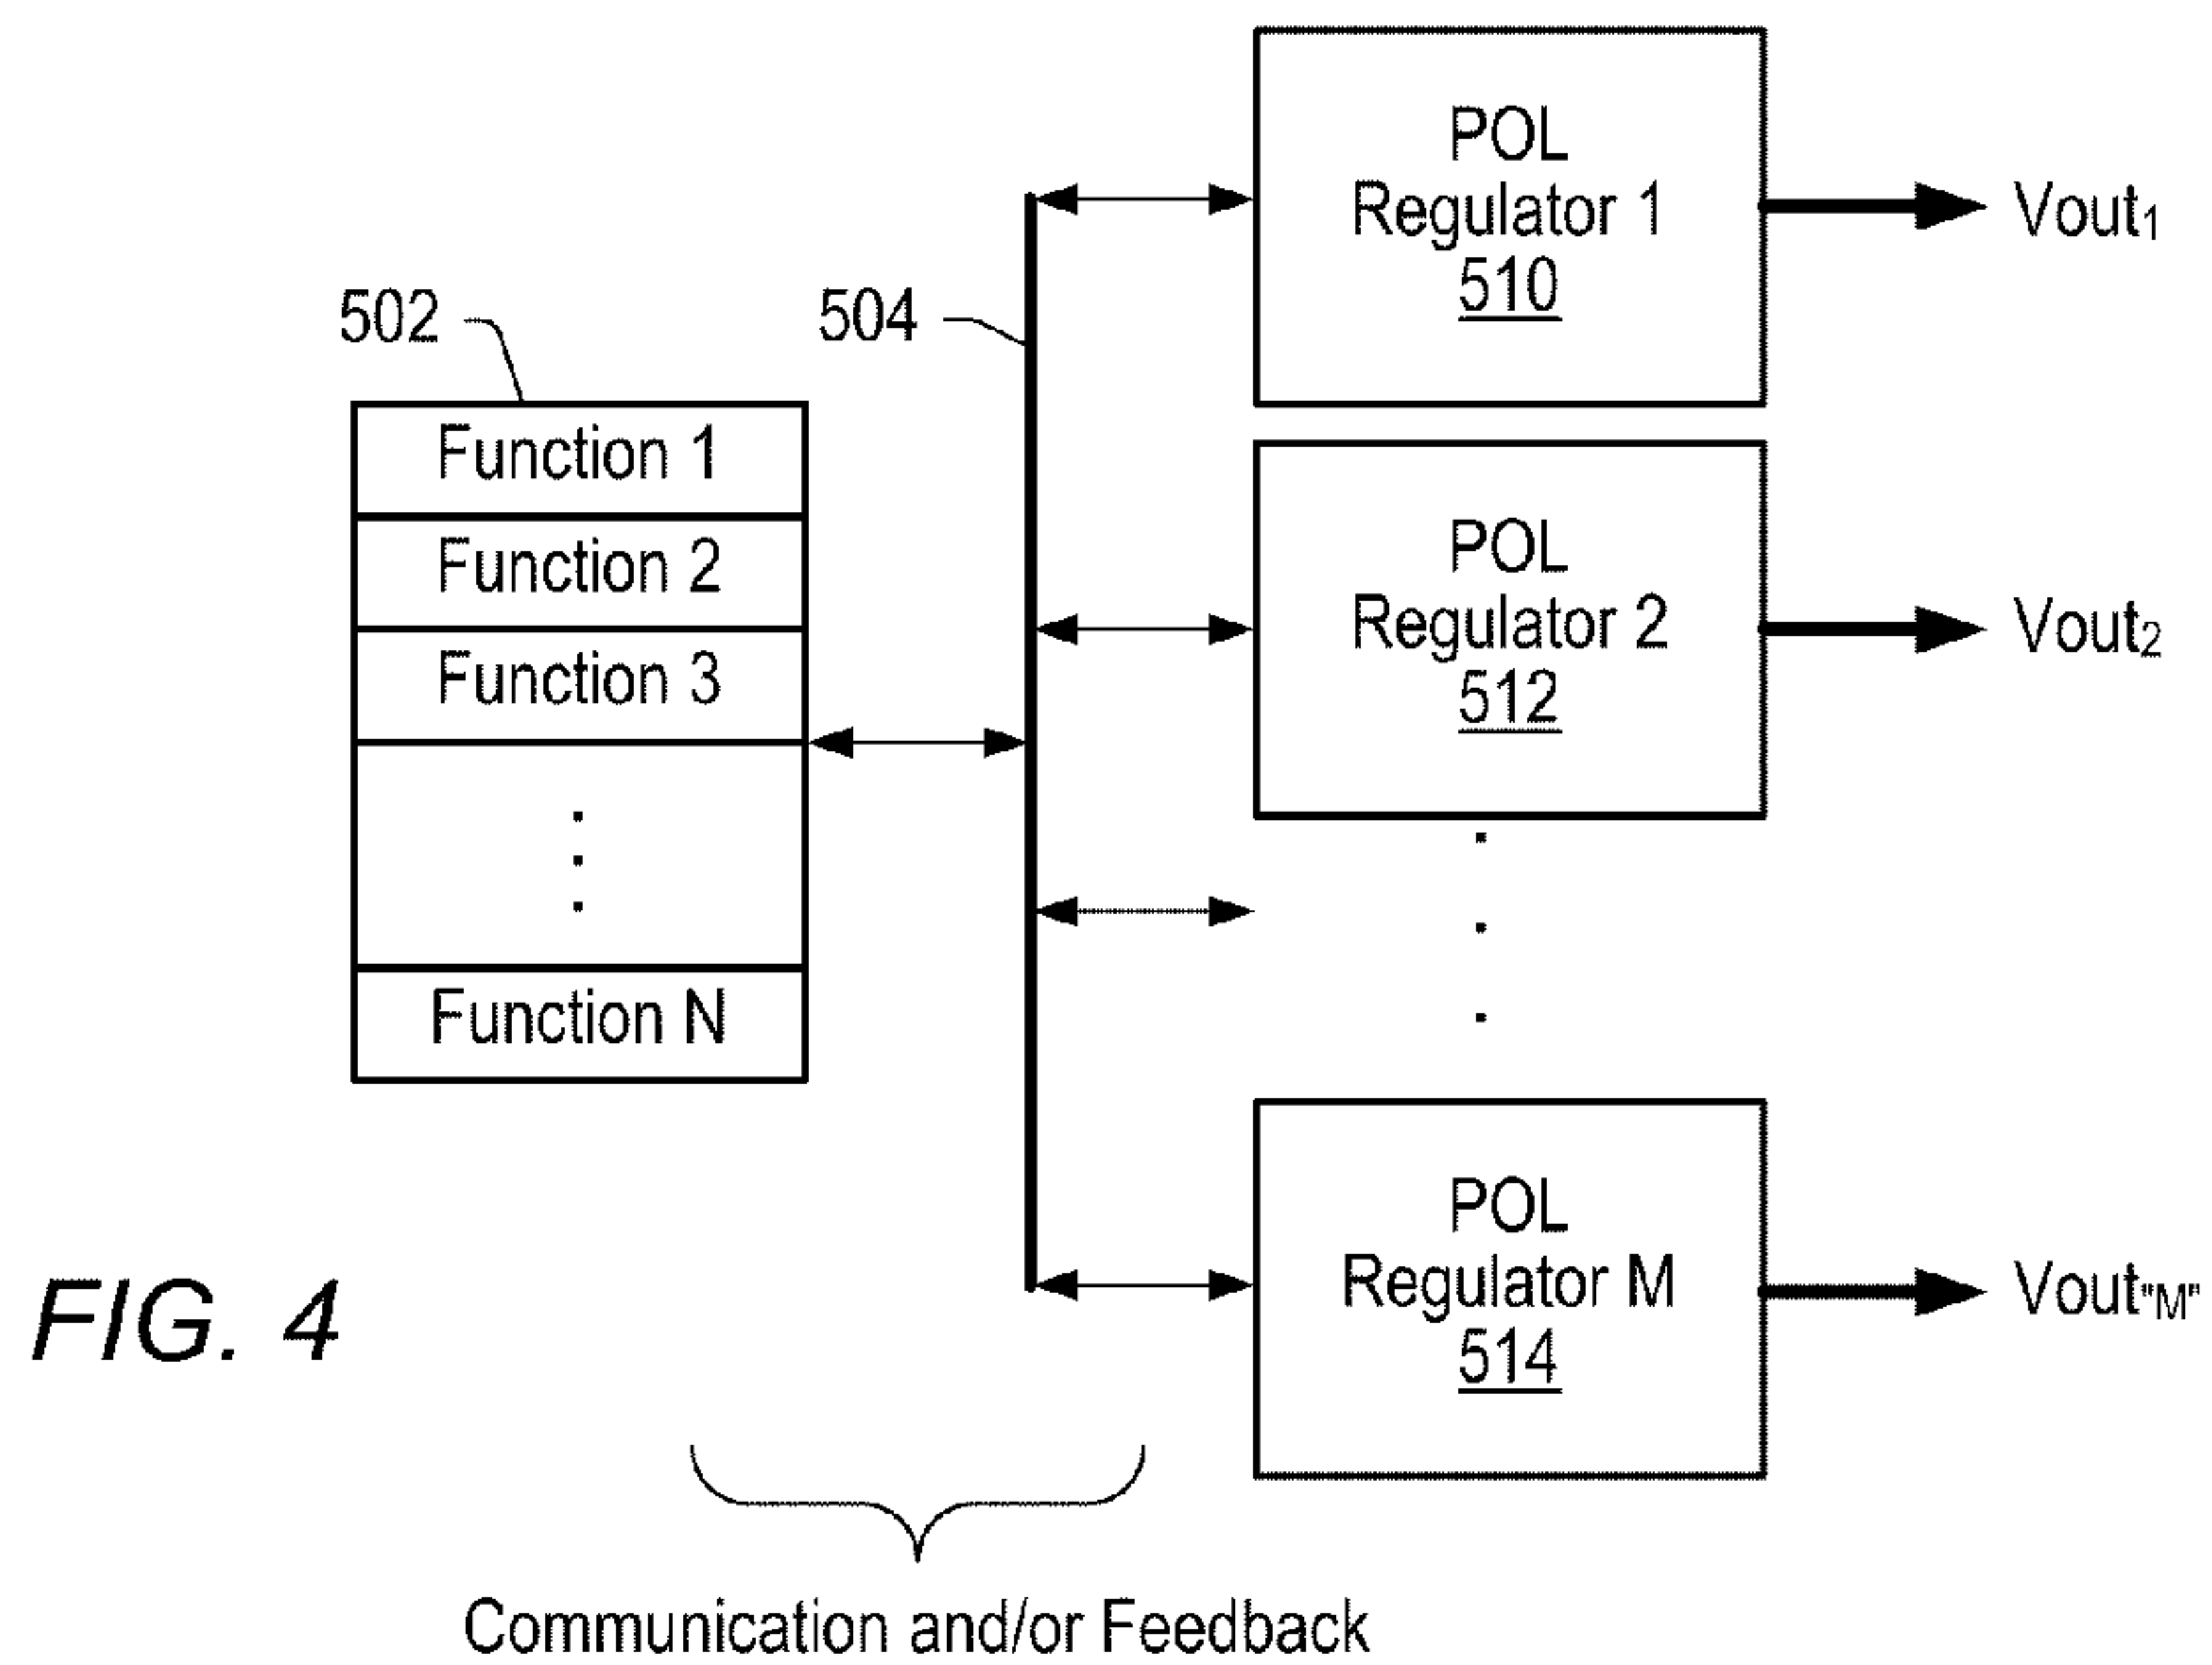 POL
Regulator 1
510
Vout1
502
504
Function 1
Function 2
Function 3
Function N
POL
Regulator 2
512
Vout2
POL
Regulator M
514
Vout"M"
FIG. 4
Communication and/or Feedback